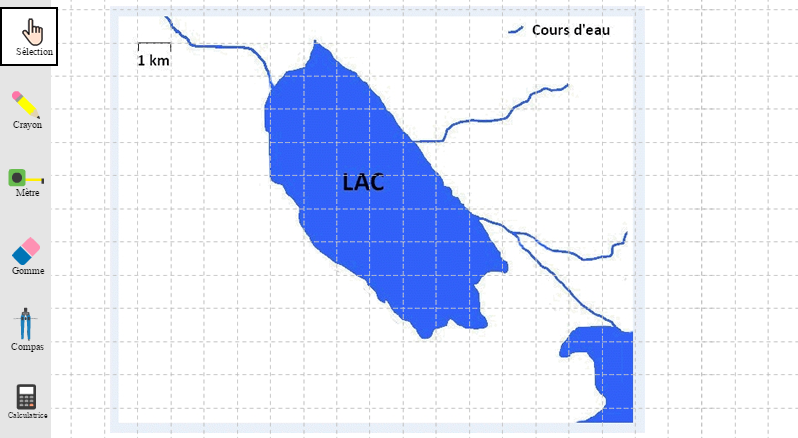 Sélection
Crayon
Mètre
Gomme
Compas
Calculatrice
Cours d'eau
1 km
LAC